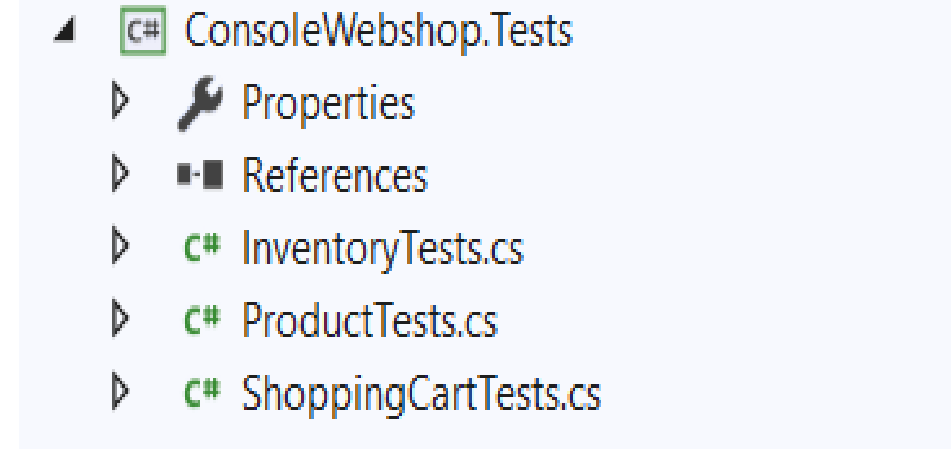 C# ConsoleWebshop.Tests
Properties
References
C# InventoryTests.cs
C# ProductTests.cs
C# ShoppingCartTests.cs